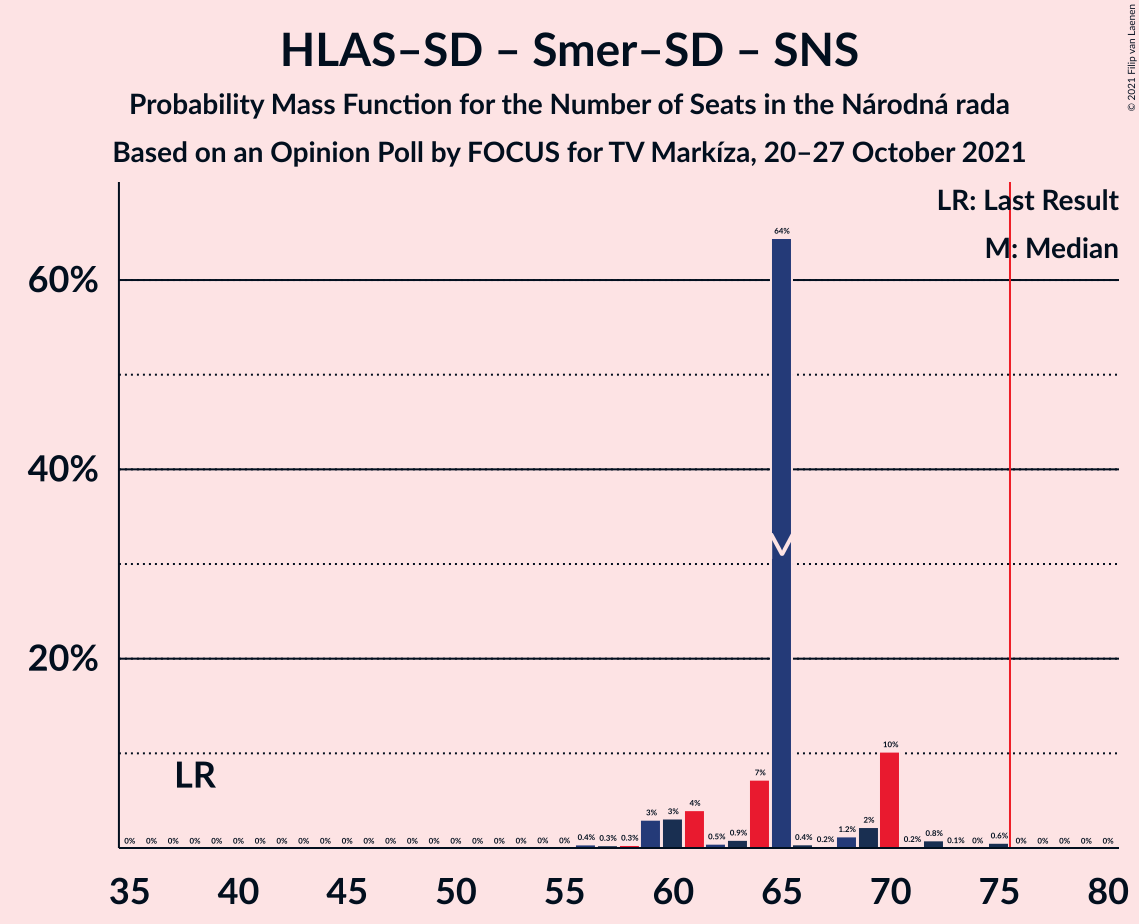 HLAS–SD – Smer–SD – SNS
Probability Mass Function for the Number of Seats in the Národná rada
Based on an Opinion Poll by FOCUS for TV Markíza, 20–27 October 2021
© 2021 Filip van Laenen
LR: Last Result
M: Median
60%
40%
20%
64%
10%
7%
4%
3% 3%
2%
1.2%
LR
0% 0% 0% 0% 0% 0% 0% 0% 0% 0% 0% 0% 0% 0% 0% 0% 0% 0% 0% 0% 0% 0.4% 0.3% 0.3% 0.5% 0.9% 0.4% 0.2% 0.2% 0.8% 0.1% 0% 0.6% 0% 0% 0% 0% 0%
35 40 45 50 55 60 65 70 75 80